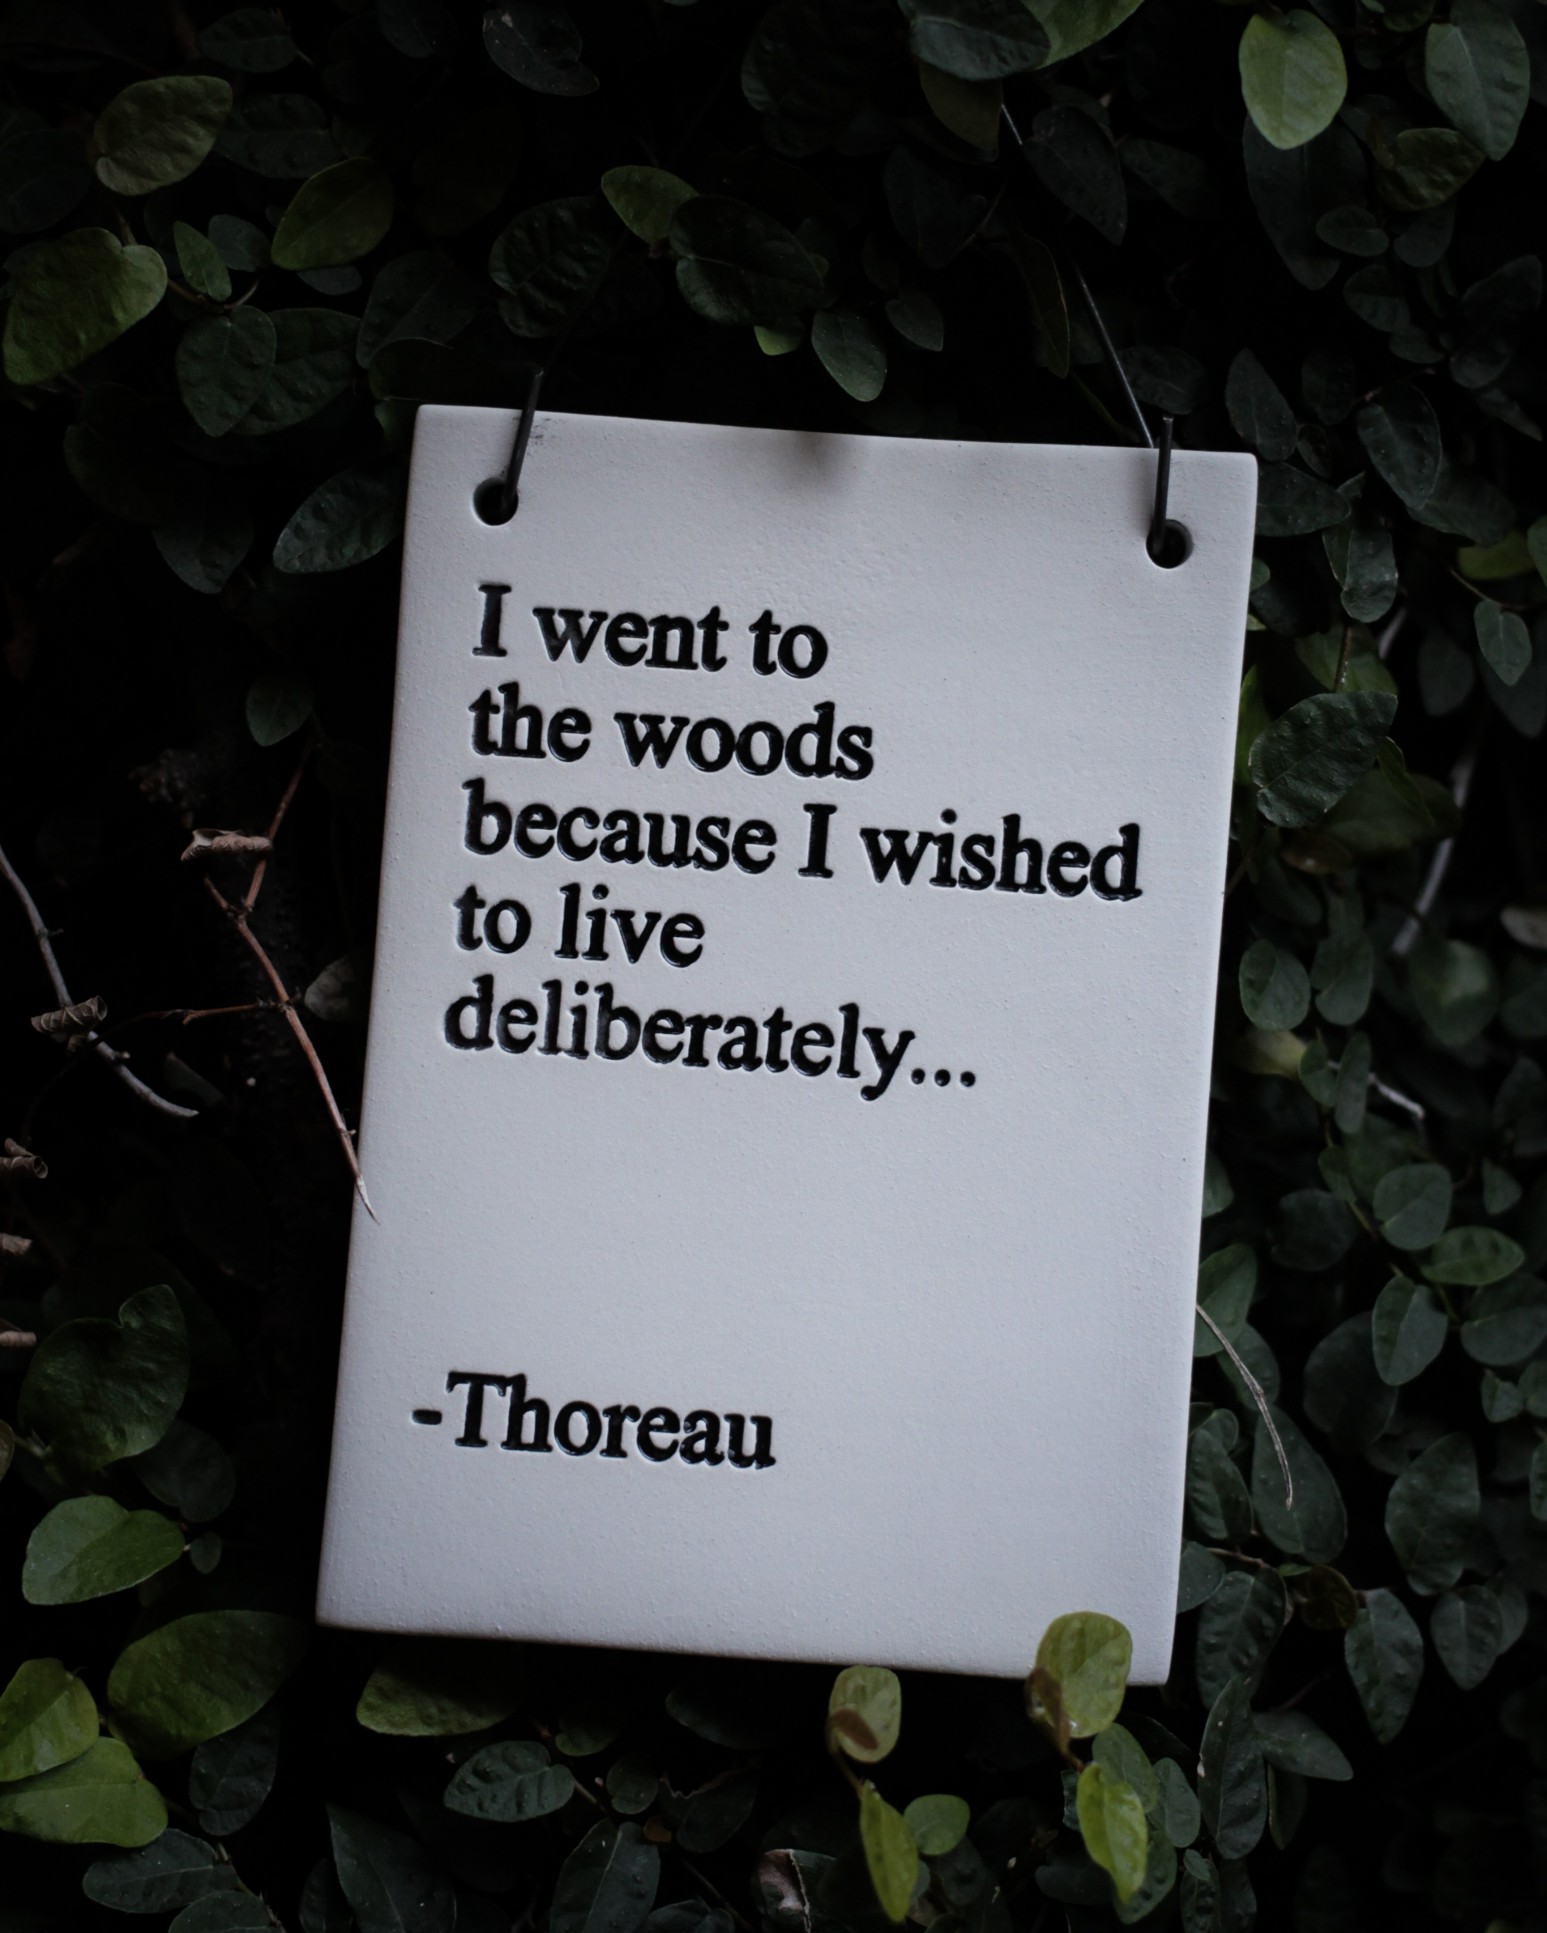 I went to
the woods
because I wished
to live
deliberately...
-Thoreau